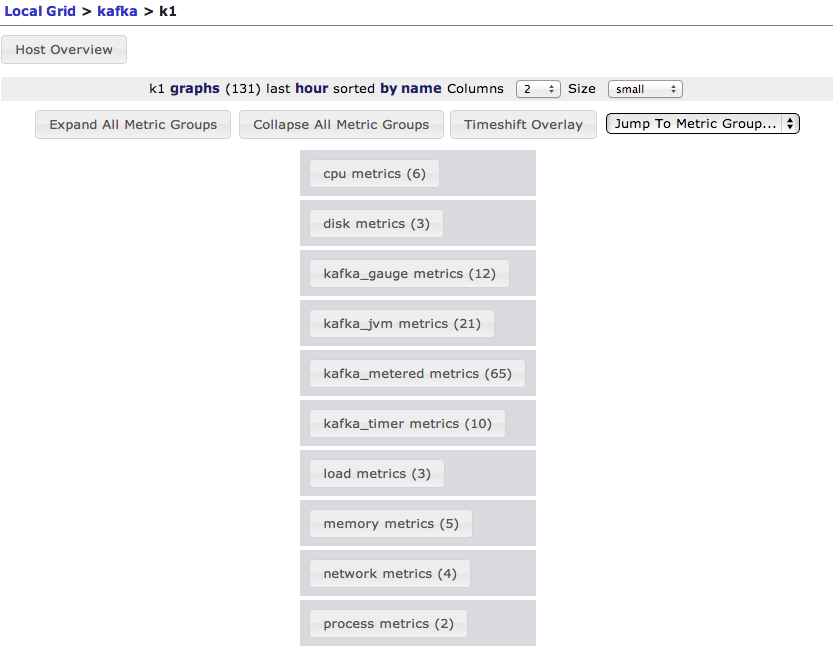 Local Grid > kafka > k1
Host Overview
k1 graphs (131) last hour sorted by name Columns 2 Size small
Expand All Metric Groups Collapse All Metric Groups Timeshift Overlay Jump To Metric Group...
cpu metrics (6)
disk metrics (3)
kafka_gauge metrics (12)
kafka_jvm metrics (21)
kafka_metered metrics (65)
kafka_timer metrics (10)
load metrics (3)
memory metrics (5)
network metrics (4)
process metrics (2)